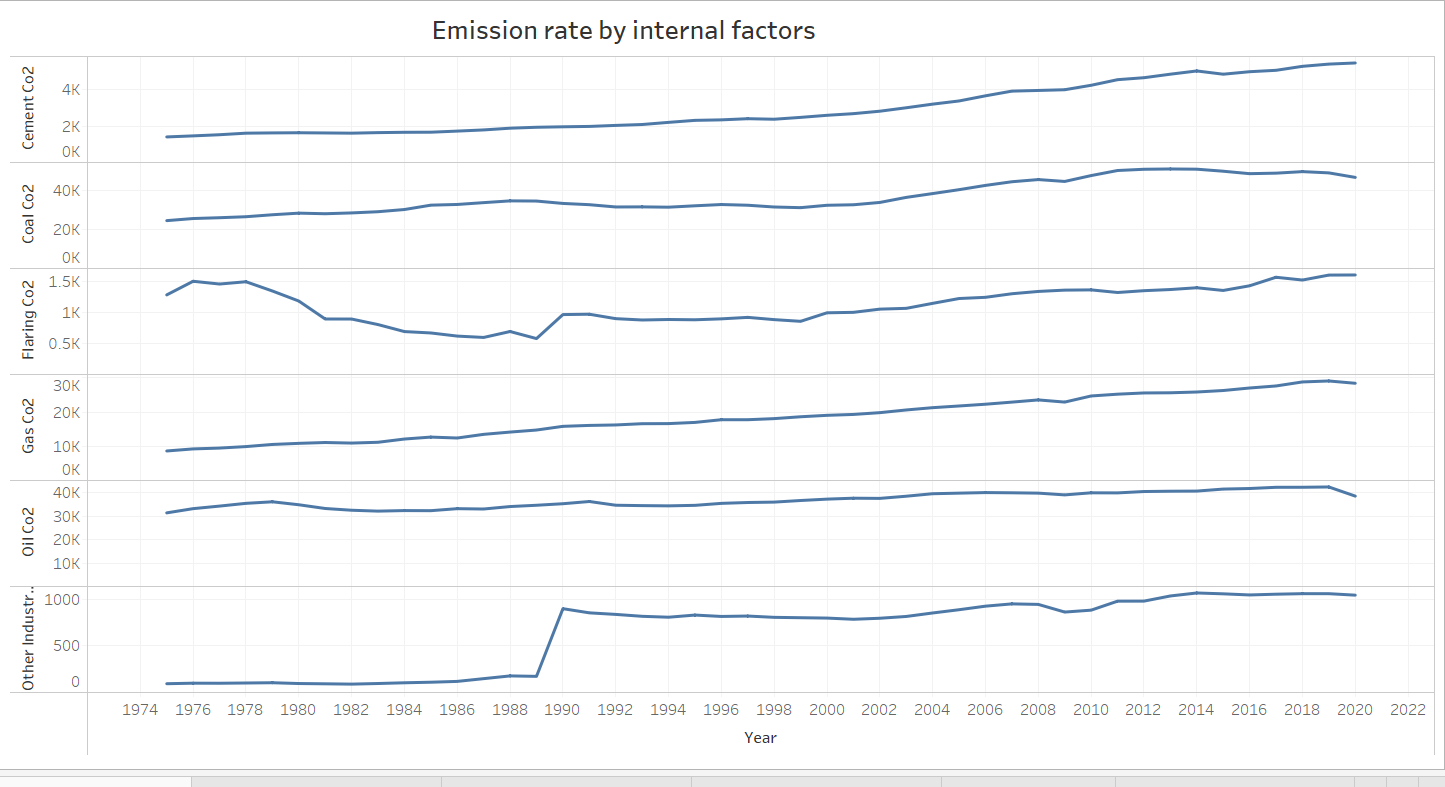 Emission rate by internal factors
Cement Co2
4K
2K
0K
Coal Co2
40K
20K
0K
Flaring Co2
1.5K
1K
0.5K
Gas Co2
30K
20K
10K
0K
Oil Co2
40K
30K
20K
10K
Other Industr..
1000
500
0
1974 1976 1978 1980 1982 1984 1986 1988 1990 1992 1994 1996 1998 2000 2002 2004 2006 2008 2010 2012 2014 2016 2018 2020 2022
Year